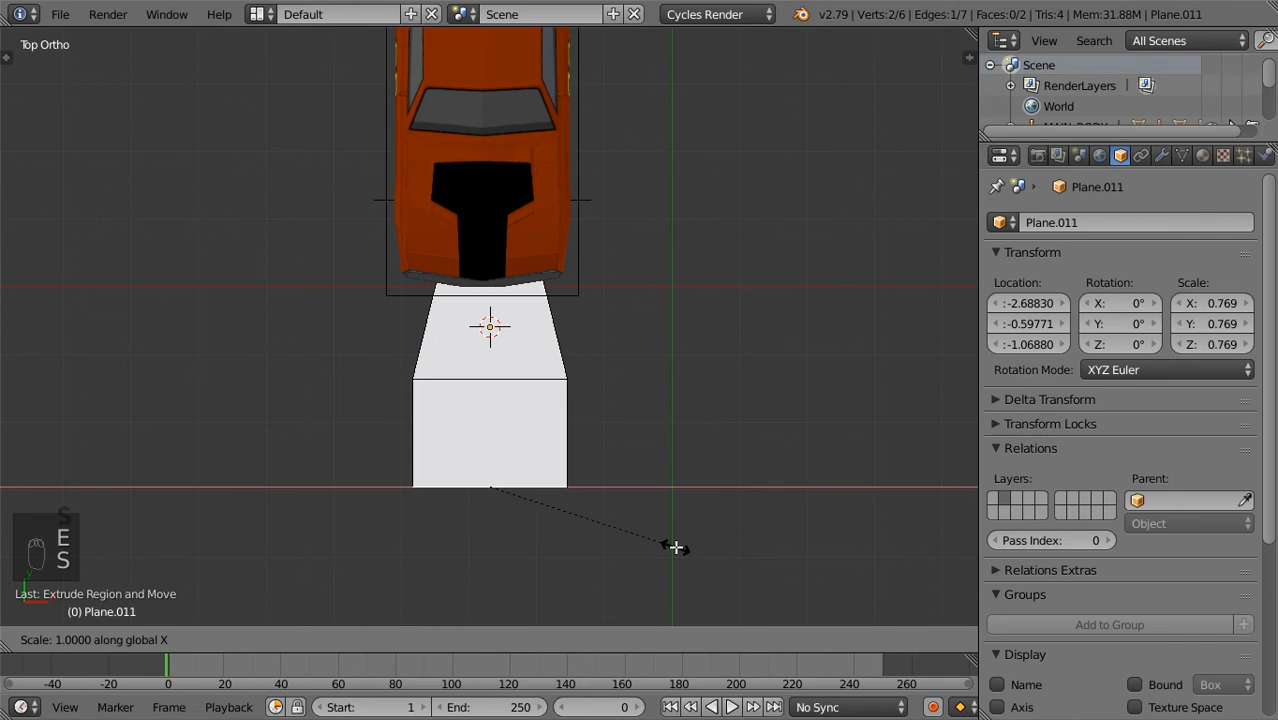 File Render Window Help Default Scene Cycles Render v2.79 | Verts:2/6 | Edges:1/7 | Faces:0/2 | Tris:4 | Mem:31.88M | Plane.011
Top Ortho
View Search All Scenes
Scene
RenderLayers
World
Plane.011
Plane.011
Transform
Location: Rotation: Scale:
:-2.68830 X: 0° X: 0.769
:-0.59771 Y: 0° Y: 0.769
:-1.06880 Z: 0° Z: 0.769
Rotation Mode: XYZ Euler
Delta Transform
Transform Locks
Relations
Layers: Parent:
Object
Pass Index: 0
Relations Extras
Groups
Add to Group
Display
Name Bound Box
Axis Texture Space
S
E
S
Last: Extrude Region and Move
(0) Plane.011
Scale: 1.0000 along global X
-40 -20 0 20 40 60 80 100 120 140 160 180 200 220 240 260
View Marker Frame Playback Start: 1 End: 250 0 No Sync